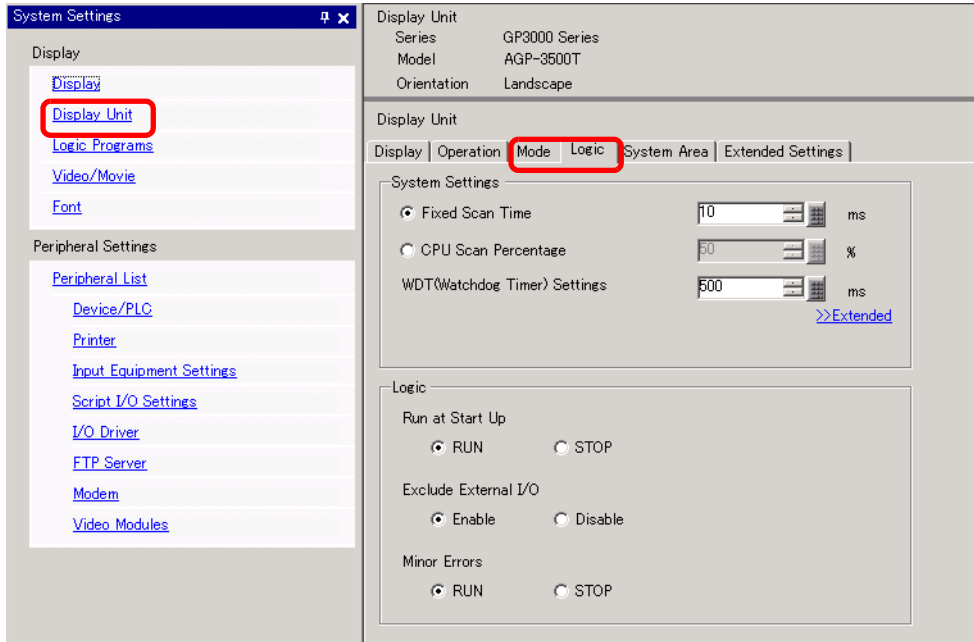 System Settings
Display
Display
Display Unit
Logic Programs
Video/Movie
Font
Peripheral Settings
Peripheral List
Device/PLC
Printer
Input Equipment Settings
Script I/O Settings
I/O Driver
FTP Server
Modem
Video Modules
Display Unit
Series GP3000 Series
Model AGP-3500T
Orientation Landscape
Display Unit
Display Operation Mode Logic System Area Extended Settings
System Settings
Fixed Scan Time 10 ms
CPU Scan Percentage 50 %
WDT(Watchdog Timer) Settings 500 ms
>>Extended
Logic
Run at Start Up
RUN STOP
Exclude External I/O
Enable Disable
Minor Errors
RUN STOP